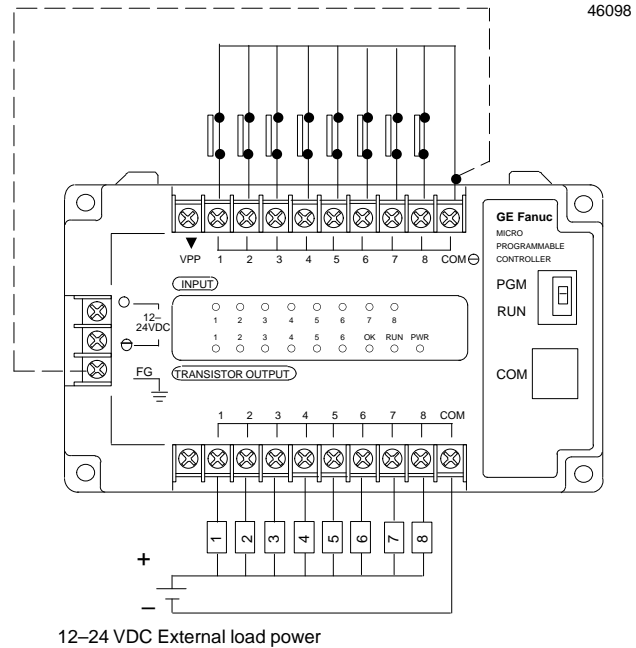 46098
GE Fanuc
MICRO
PROGRAMMABLE
CONTROLLER
VPP 1 2 3 4 5 6 7 8 COM
PGM
RUN
INPUT
12–
24VDC
1 2 3 4 5 6 7 8
1 2 3 4 5 6 OK RUN PWR
FG
TRANSISTOR OUTPUT
COM
1 2 3 4 5 6 7 8 COM
1 2 3 4 5 6 7 8
+
–
12–24 VDC External load power